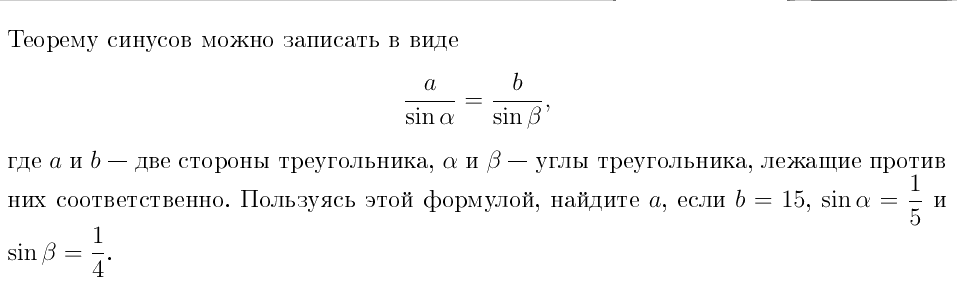 Теорему синусов можно записать в виде
a/sin α = b/sin β,
где a и b — две стороны треугольника, α и β — углы треугольника, лежащие против
них соответственно. Пользуясь этой формулой, найдите a, если b = 15, sin α = 1/5 и
sin β = 1/4.